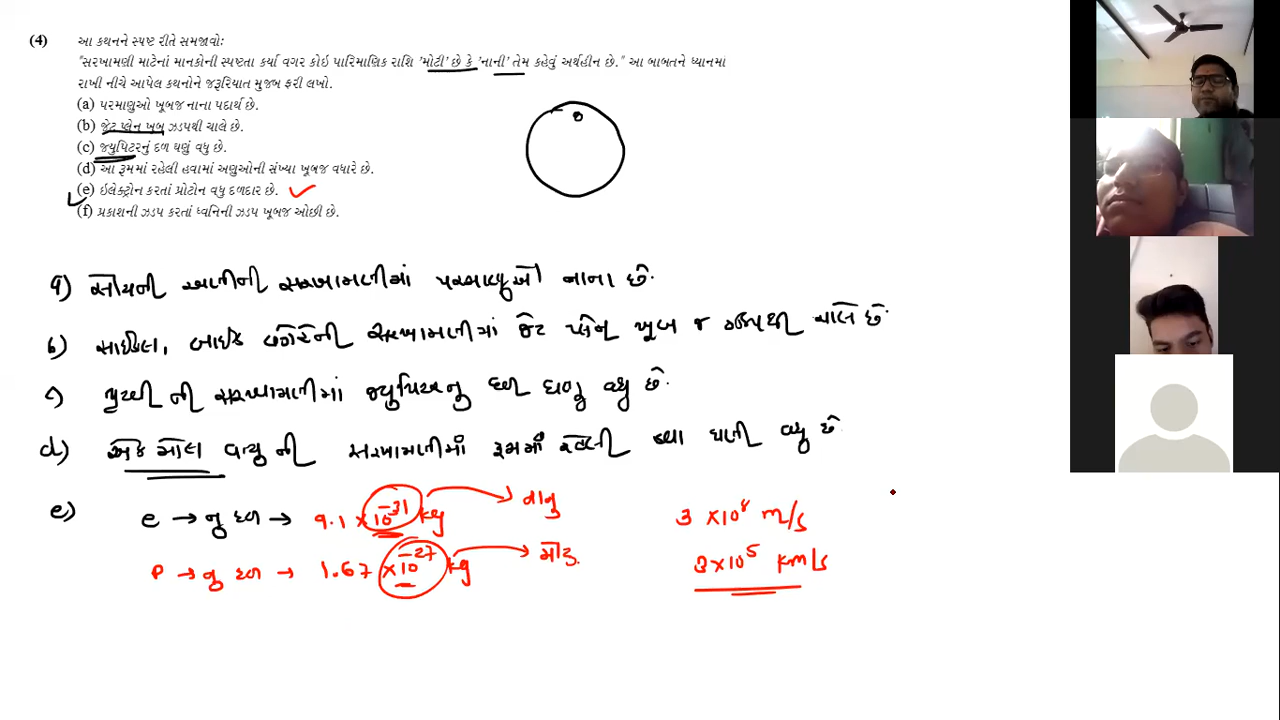 (4) આ કથનને સ્પષ્ટ રીતે સમજાવો:
"સરખામણી માટેનાં માનકોની સ્પષ્ટતા કર્યા વગર કોઈ પારિમાણિક રાશિ 'મોટી' છે કે 'નાની' તેમ કહેવું અર્થહીન છે." આ બાબતને ધ્યાનમાં
રાખી નીચે આપેલ કથનોને જરૂરિયાત મુજબ ફરી લખો.
(a) પરમાણુઓ ખૂબજ નાના પદાર્થ છે.
(b) જેટ પ્લેન ખૂબ ઝડપથી ચાલે છે.
(c) જ્યુપિટરનું દળ ઘણું વધુ છે.
(d) આ રૂમમાં રહેલી હવામાં અણુઓની સંખ્યા ખૂબજ વધારે છે.
(e) ઇલેક્ટ્રોન કરતાં પ્રોટોન વધુ દળદાર છે.
(f) પ્રકાશની ઝડપ કરતાં ધ્વનિની ઝડપ ખૂબજ ઓછી છે.
a) સોયની અણીની સરખામણીમાં પરમાણુઓ નાના છે.
b) સાઈકલ, બાઈક વગેરેની સરખામણીમાં જેટ પ્લેન ખૂબ જ ઝડપથી ચાલે છે.
c) પૃથ્વી ની સરખામણીમાં જ્યુપિટરનુ દળ ઘણુ વધુ છે.
d) એક મોલ વાયુ ની સરખામણીમાં રૂમમાં રહેલી હવા ઘણી વધુ છે
e) e → નુ દળ → 9.1 × 10⁻³¹ kg → નાનુ
P → નુ દળ → 1.67 × 10⁻²⁷ kg → મોટુ.
3 × 10⁸ m/s
3 × 10⁵ km/s